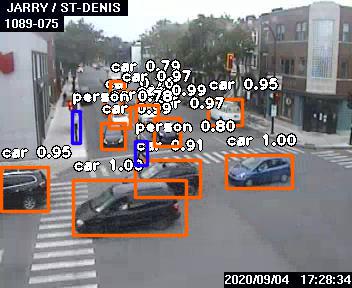 JARRY / ST-DENIS
1089-075
car 0.79
car 0.97
car 0.99
car 0.95
person 0.78
car 0.97
person 0.80
car 0.91
car 0.95
car 1.00
car 1.00
2020/09/04 17:28:34